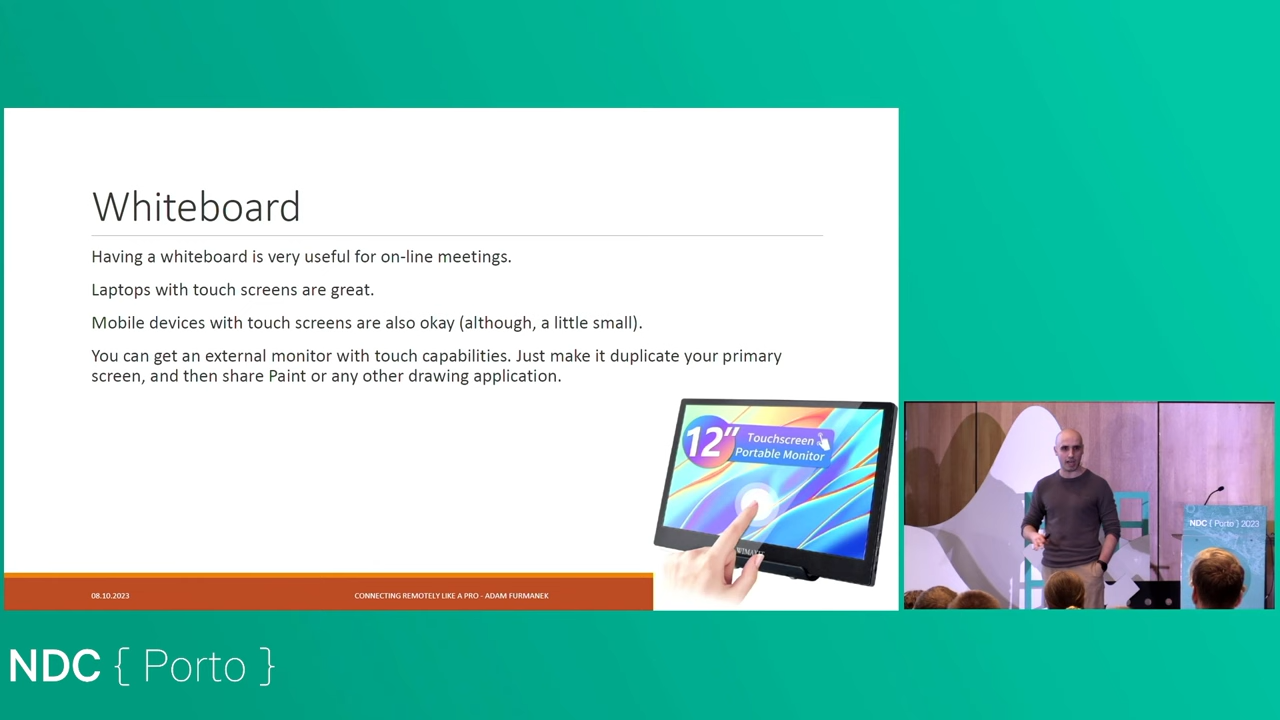 Whiteboard
Having a whiteboard is very useful for on-line meetings.
Laptops with touch screens are great.
Mobile devices with touch screens are also okay (although, a little small).
You can get an external monitor with touch capabilities. Just make it duplicate your primary
screen, and then share Paint or any other drawing application.
12"
Touchscreen
Portable Monitor
WIMAXIT
08.10.2023
CONNECTING REMOTELY LIKE A PRO - ADAM FURMANEK
NDC { Porto } 2023
NDC { Porto }